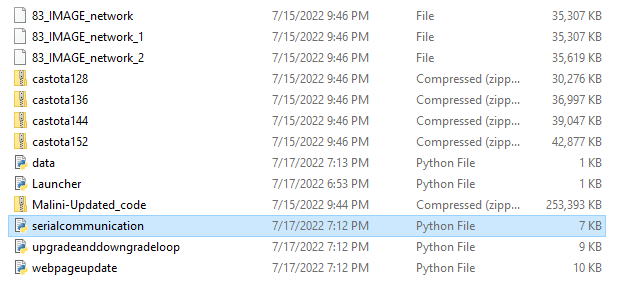 83_IMAGE_network 7/15/2022 9:46 PM File 35,307 KB
83_IMAGE_network_1 7/15/2022 9:46 PM File 35,307 KB
83_IMAGE_network_2 7/15/2022 9:46 PM File 35,619 KB
castota128 7/15/2022 9:46 PM Compressed (zipp... 30,276 KB
castota136 7/15/2022 9:46 PM Compressed (zipp... 36,997 KB
castota144 7/15/2022 9:46 PM Compressed (zipp... 39,047 KB
castota152 7/15/2022 9:46 PM Compressed (zipp... 42,877 KB
data 7/17/2022 7:13 PM Python File 1 KB
Launcher 7/17/2022 6:53 PM Python File 1 KB
Malini-Updated_code 7/15/2022 9:44 PM Compressed (zipp... 253,393 KB
serialcommunication 7/17/2022 7:12 PM Python File 7 KB
upgradeanddowngradeloop 7/17/2022 7:12 PM Python File 9 KB
webpageupdate 7/17/2022 7:12 PM Python File 10 KB